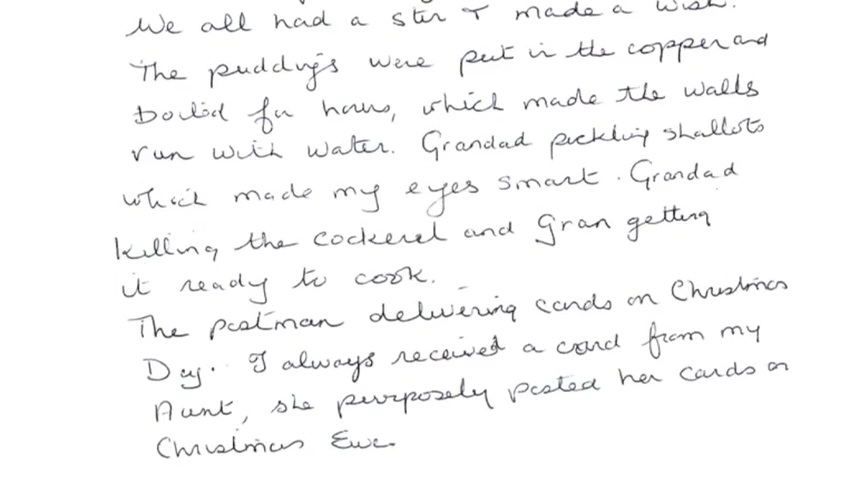 We all had a stir & made a wish.
The puddings were put in the copper and
boiled for hours, which made the walls
run with water. Grandad pickling shallots
which made my eyes smart. Grandad
killing the cockerel and Gran getting
it ready to cook.
The postman delivering cards on Christmas
Day. I always received a card from my
Aunt, she purposely posted her cards on
Christmas Eve.